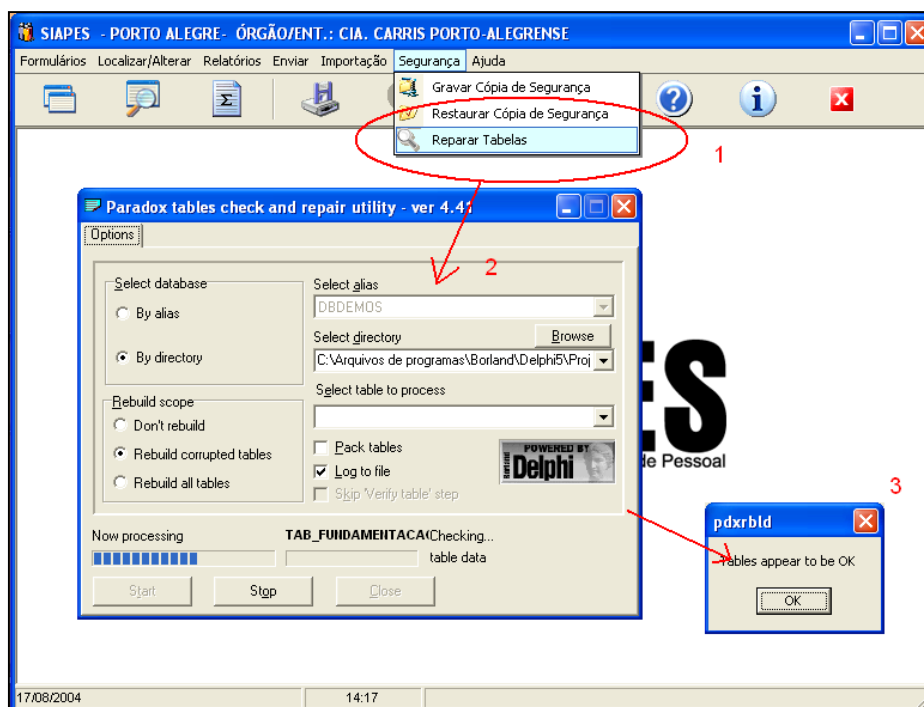 SIAPES - PORTO ALEGRE- ÓRGÃO/ENT.: CIA. CARRIS PORTO-ALEGRENSE
Formulários Localizar/Alterar Relatórios Enviar Importação Segurança Ajuda
Gravar Cópia de Segurança
Restaurar Cópia de Segurança
Reparar Tabelas
1
Paradox tables check and repair utility - ver 4.41
Options
2
Select database
By alias
By directory
Select alias
DBDEMOS
Select directory
Browse
C:\Arquivos de programas\Borland\Delphi5\Proj
Select table to process
Rebuild scope
Don't rebuild
Rebuild corrupted tables
Rebuild all tables
Pack tables
Log to file
Skip 'Verify table' step
POWERED BY
Borland
Delphi
ES
de Pessoal
Now processing
TAB_FUNDAMENTACA
Checking...
table data
Start
Stop
Close
3
pdxrbld
Tables appear to be OK
OK
17/08/2004
14:17